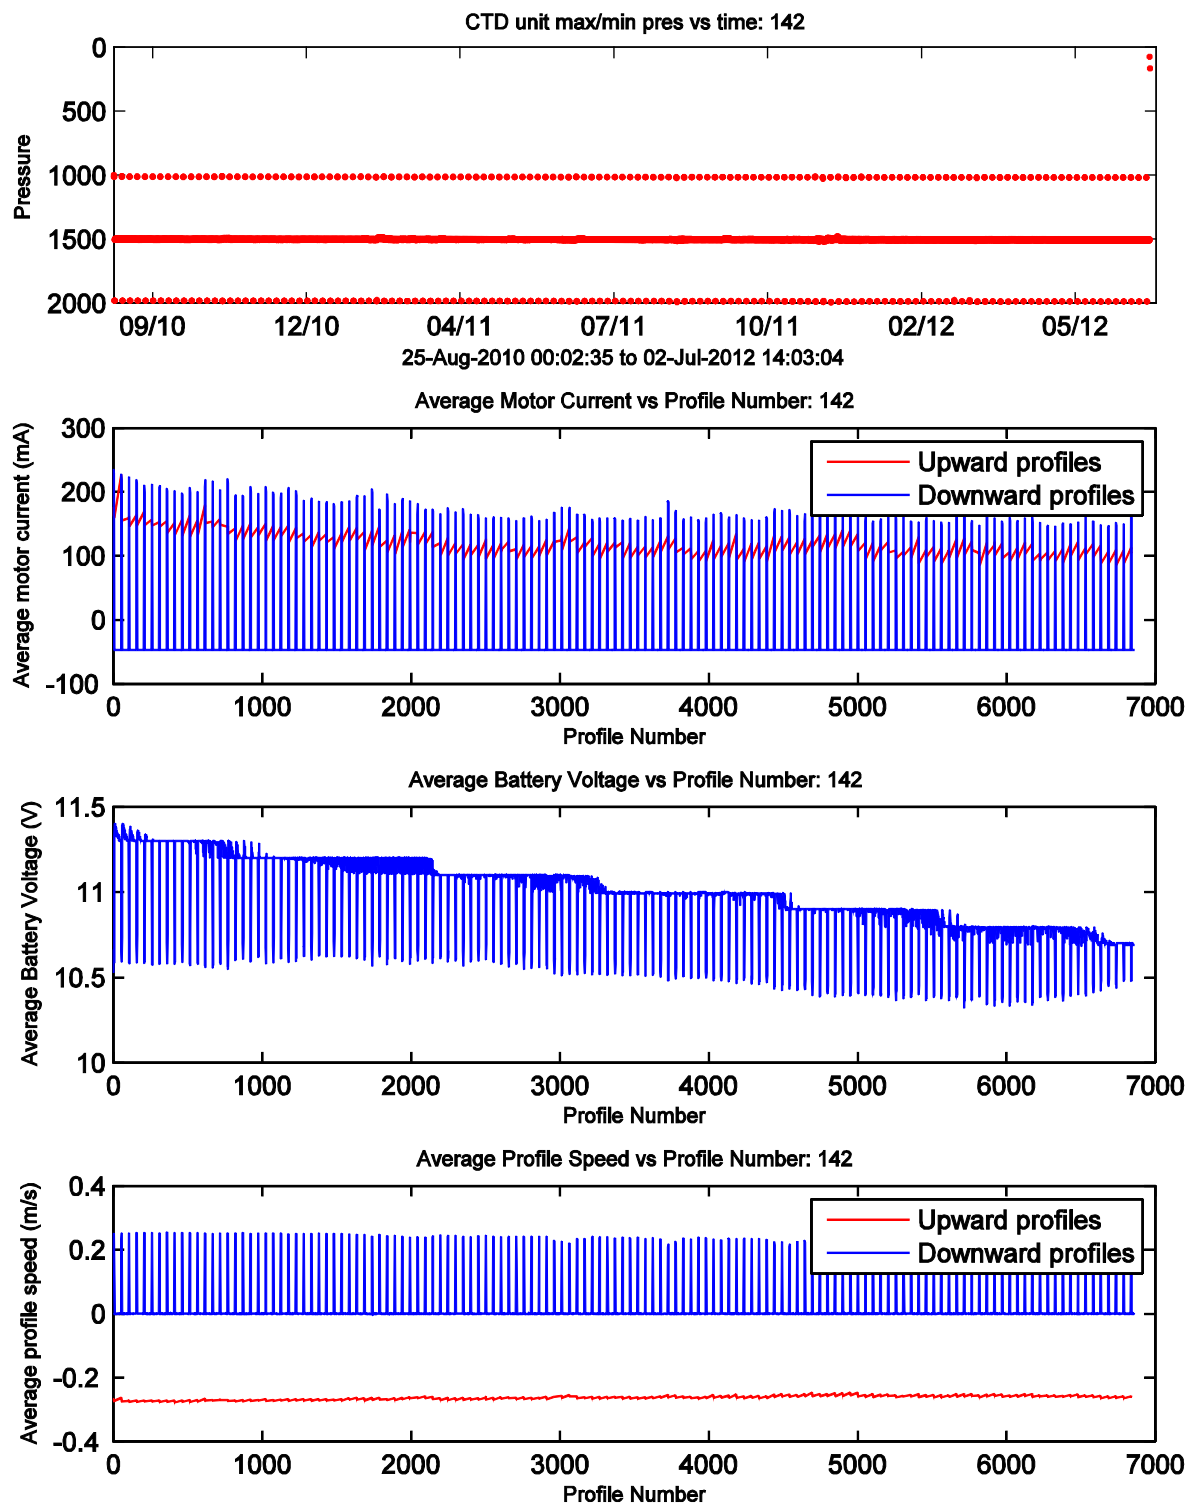 CTD unit max/min pres vs time: 142
0
500
1000
1500
2000
Pressure
09/10 12/10 04/11 07/11 10/11 02/12 05/12
25-Aug-2010 00:02:35 to 02-Jul-2012 14:03:04
Average Motor Current vs Profile Number: 142
300
200
100
0
-100
Average motor current (mA)
Upward profiles
Downward profiles
0 1000 2000 3000 4000 5000 6000 7000
Profile Number
Average Battery Voltage vs Profile Number: 142
11.5
11
10.5
10
Average Battery Voltage (V)
0 1000 2000 3000 4000 5000 6000 7000
Profile Number
Average Profile Speed vs Profile Number: 142
0.4
0.2
0
-0.2
-0.4
Average profile speed (m/s)
Upward profiles
Downward profiles
0 1000 2000 3000 4000 5000 6000 7000
Profile Number